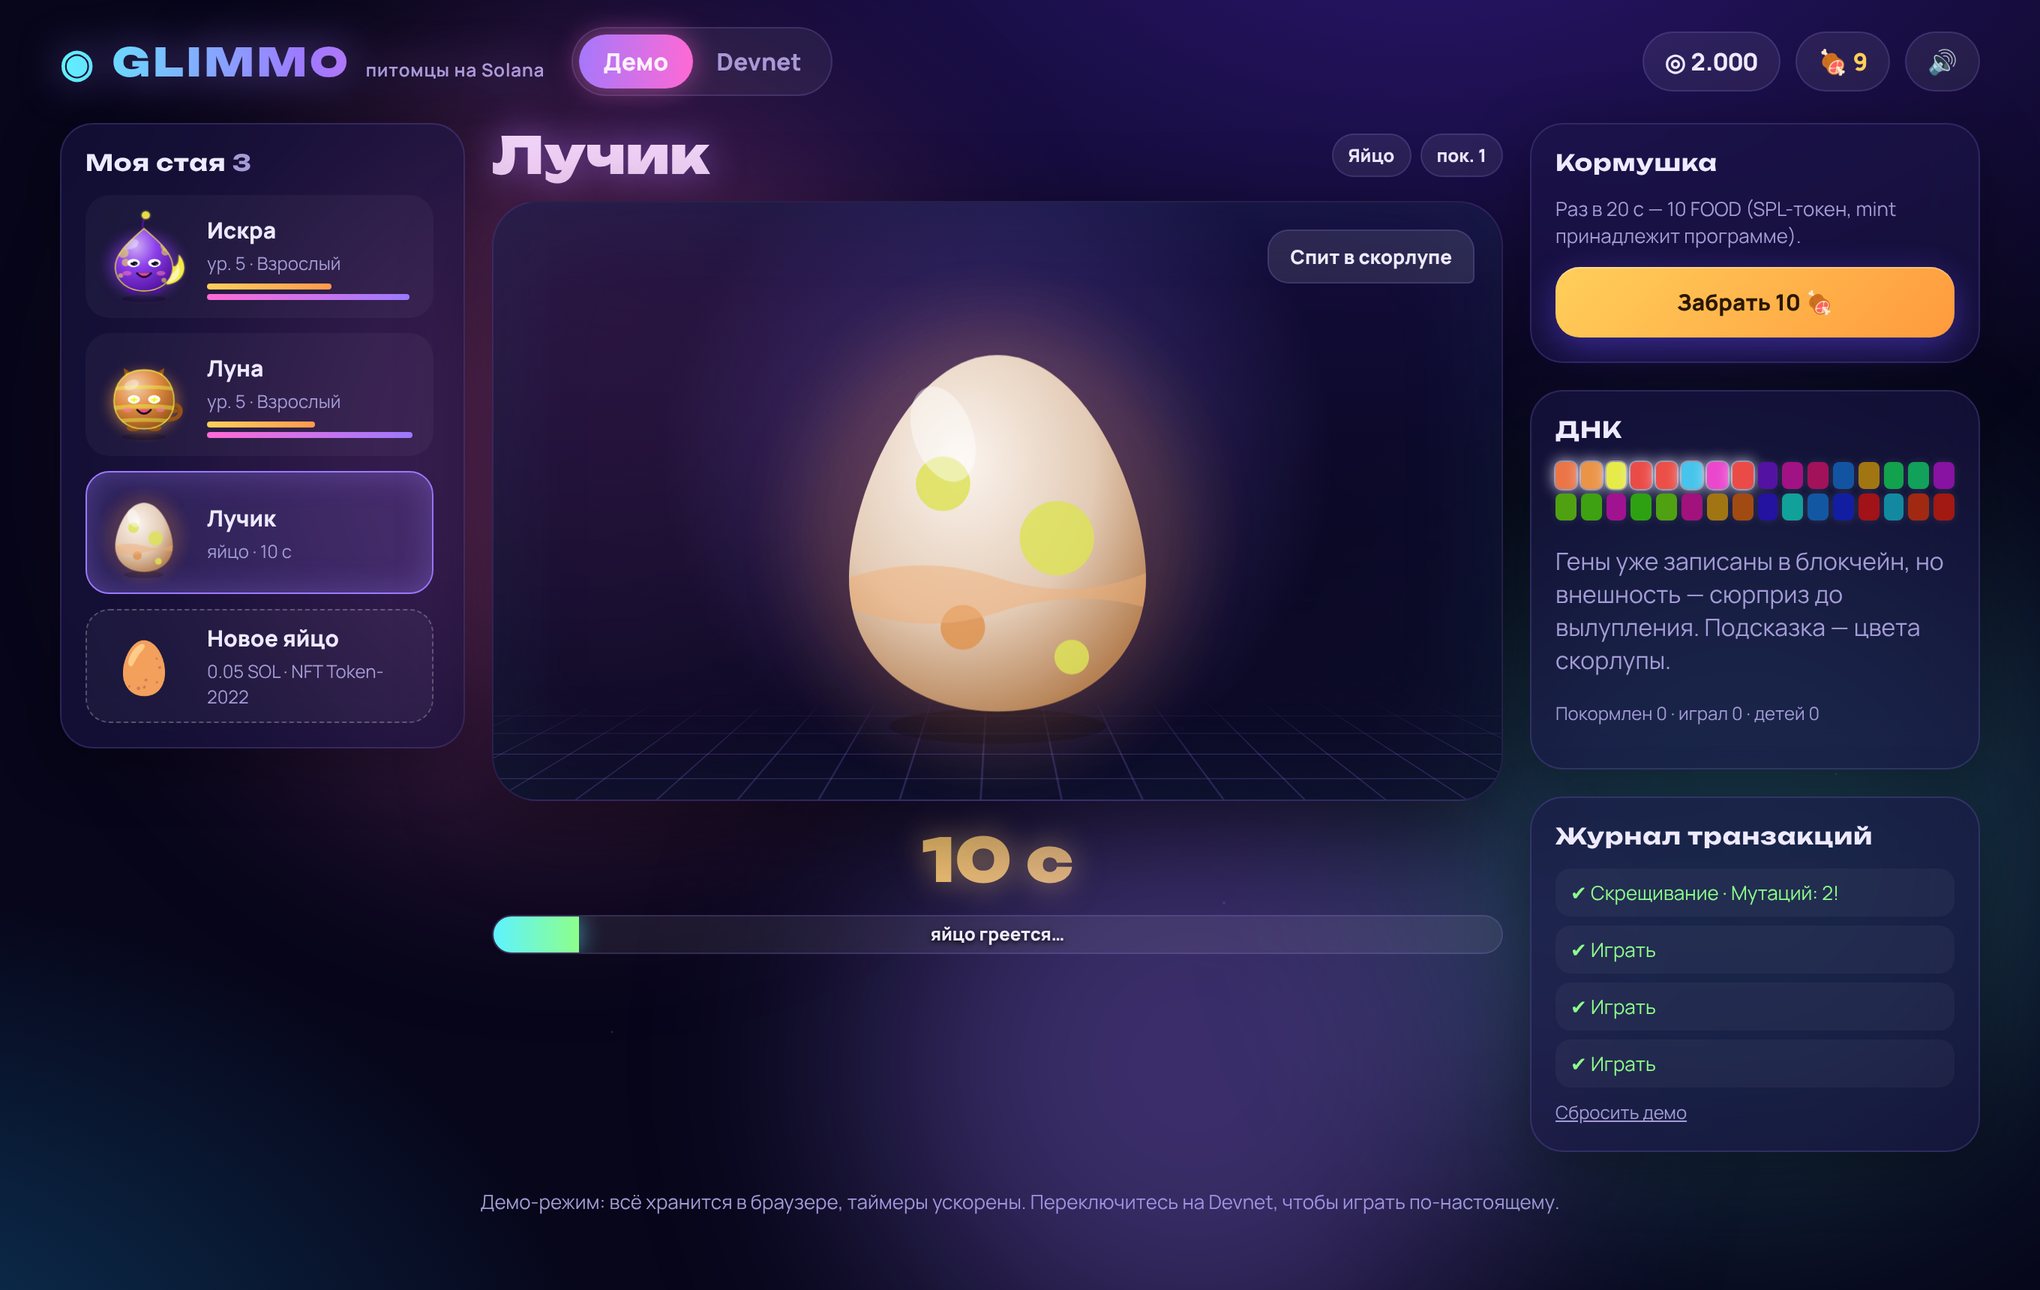 GLIMMO
питомцы на Solana
Демо
Devnet
2.000
9
Моя стая 3
Искра
ур. 5 · Взрослый
Луна
ур. 5 · Взрослый
Лучик
яйцо · 10 с
Новое яйцо
0.05 SOL · NFT Token-
2022
Лучик
Яйцо
пок. 1
Спит в скорлупе
10 с
яйцо греется...
Кормушка
Раз в 20 с — 10 FOOD (SPL-токен, mint
принадлежит программе).
Забрать 10
ДНК
Гены уже записаны в блокчейн, но
внешность — сюрприз до
вылупления. Подсказка — цвета
скорлупы.
Покормлен 0 · играл 0 · детей 0
Журнал транзакций
✔ Скрещивание · Мутаций: 2!
✔ Играть
✔ Играть
✔ Играть
Сбросить демо
Демо-режим: всё хранится в браузере, таймеры ускорены. Переключитесь на Devnet, чтобы играть по-настоящему.